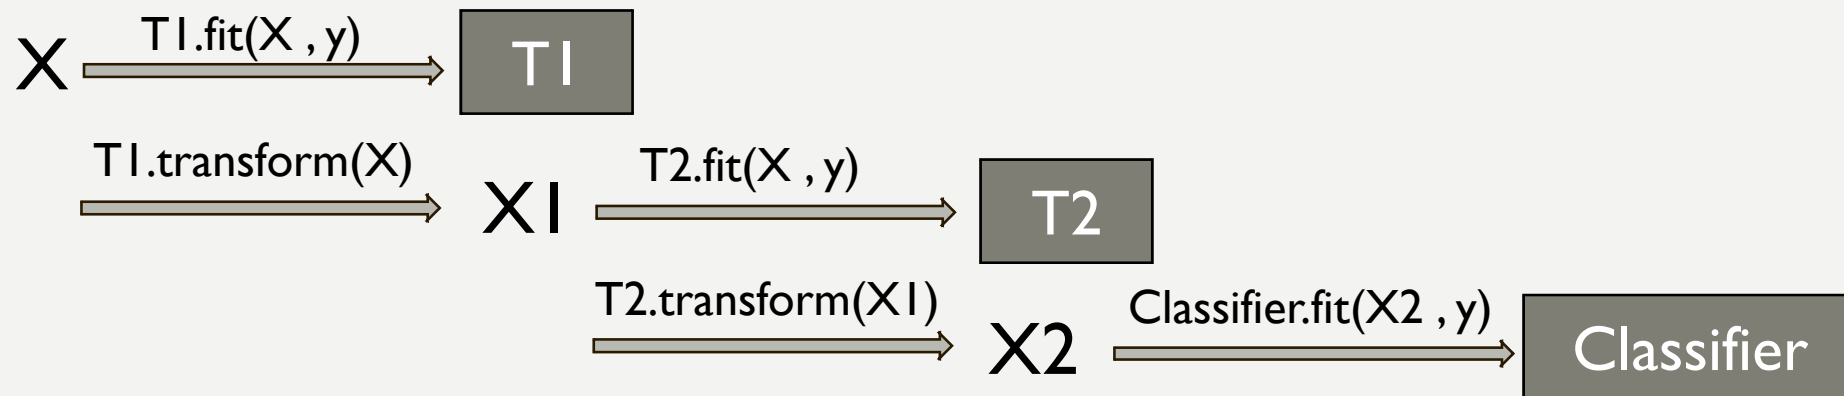 X T1.fit(X , y) T1
T1.transform(X) X1 T2.fit(X , y) T2
T2.transform(X1) X2 Classifier.fit(X2 , y) Classifier